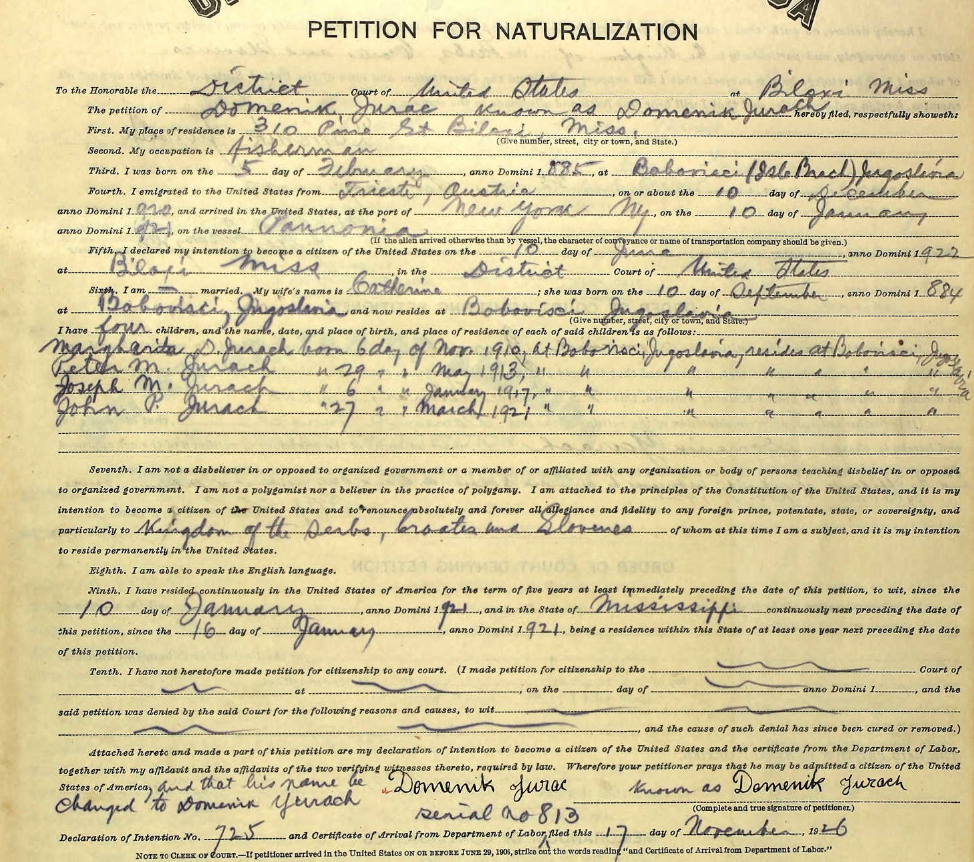 PETITION FOR NATURALIZATION
To the Honorable the District Court of United States at Biloxi Miss
The petition of Domenik Jurac known as Domenik Jurach hereby filed, respectfully showeth:
First. My place of residence is 310 Pine St Biloxi, Miss.
(Give number, street, city or town, and State.)
Second. My occupation is fisherman
Third. I was born on the 5 day of February, anno Domini 1885, at Bobovisci (Isle Brach) Jugoslavia
Fourth. I emigrated to the United States from Trieste, Austria, on or about the 10 day of December
anno Domini 1920, and arrived in the United States, at the port of New York Ny, on the 10 day of January
anno Domini 1921, on the vessel Pannonia
(If the alien arrived otherwise than by vessel, the character of conveyance or name of transportation company should be given.)
Fifth. I declared my intention to become a citizen of the United States on the 10 day of June, anno Domini 1922
at Biloxi Miss, in the District Court of United States
Sixth. I am — married. My wife's name is Catherine; she was born on the 10 day of September, anno Domini 1884
at Bobovisci, Jugoslavia and now resides at Bobovisci Jugoslavia
(Give number, street, city or town, and State.)
I have four children, and the name, date, and place of birth, and place of residence of each of said children is as follows:
Margharita D. Jurach born 6 day of Nov. 1910, at Bobovisci, Jugoslavia, resides at Bobovisci, Jugoslavia
Peter M. Jurach " 29 " " May 1913, " " " " " "
Joseph M. Jurach " 6 " " January 1917, " " " " " "
John P. Jurach " 27 " " March 1921 " " " " " "
Seventh. I am not a disbeliever in or opposed to organized government or a member of or affiliated with any organization or body of persons teaching disbelief in or opposed
to organized government. I am not a polygamist nor a believer in the practice of polygamy. I am attached to the principles of the Constitution of the United States, and it is my
intention to become a citizen of the United States and to renounce absolutely and forever all allegiance and fidelity to any foreign prince, potentate, state, or sovereignty, and
particularly to Kingdom of the Serbs, Croates and Slovenes of whom at this time I am a subject, and it is my intention
to reside permanently in the United States.
ORDER OF COURT DENYING PETITION
Eighth. I am able to speak the English language.
Ninth. I have resided continuously in the United States of America for the term of five years at least immediately preceding the date of this petition, to wit, since the
10 day of January, anno Domini 1921, and in the State of Mississippi continuously next preceding the date of
this petition, since the 16 day of January, anno Domini 1921, being a residence within this State of at least one year next preceding the date
of this petition.
Tenth. I have not heretofore made petition for citizenship to any court. (I made petition for citizenship to the Court of
at, on the day of anno Domini 1, and the
said petition was denied by the said Court for the following reasons and causes, to wit
, and the cause of such denial has since been cured or removed.)
Attached hereto and made a part of this petition are my declaration of intention to become a citizen of the United States and the certificate from the Department of Labor,
together with my affidavit and the affidavits of the two verifying witnesses thereto, required by law. Wherefore your petitioner prays that he may be admitted a citizen of the United
States of America, and that his name be Domenik Jurac known as Domenik Jurach
changed to Domenik Yerrach
(Complete and true signature of petitioner.)
serial no 813
Declaration of Intention No. 725 and Certificate of Arrival from Department of Labor filed this 17 day of November, 1926
NOTE TO CLERK OF COURT.—If petitioner arrived in the United States ON OR BEFORE JUNE 29, 1906, strike out the words reading "and Certificate of Arrival from Department of Labor."